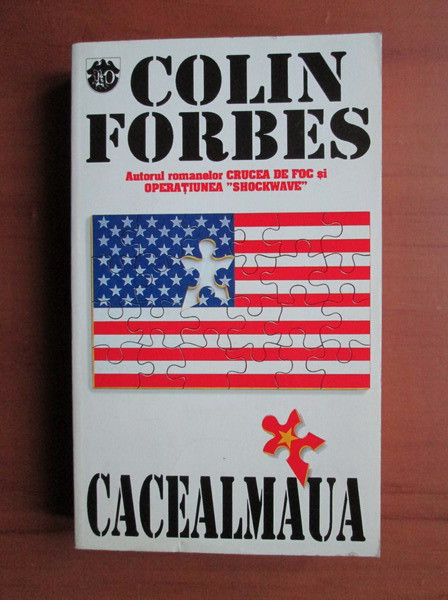 COLIN
FORBES
Autorul romanelor CRUCEA DE FOC și
OPERAȚIUNEA "SHOCKWAVE"
CACEALMAUA